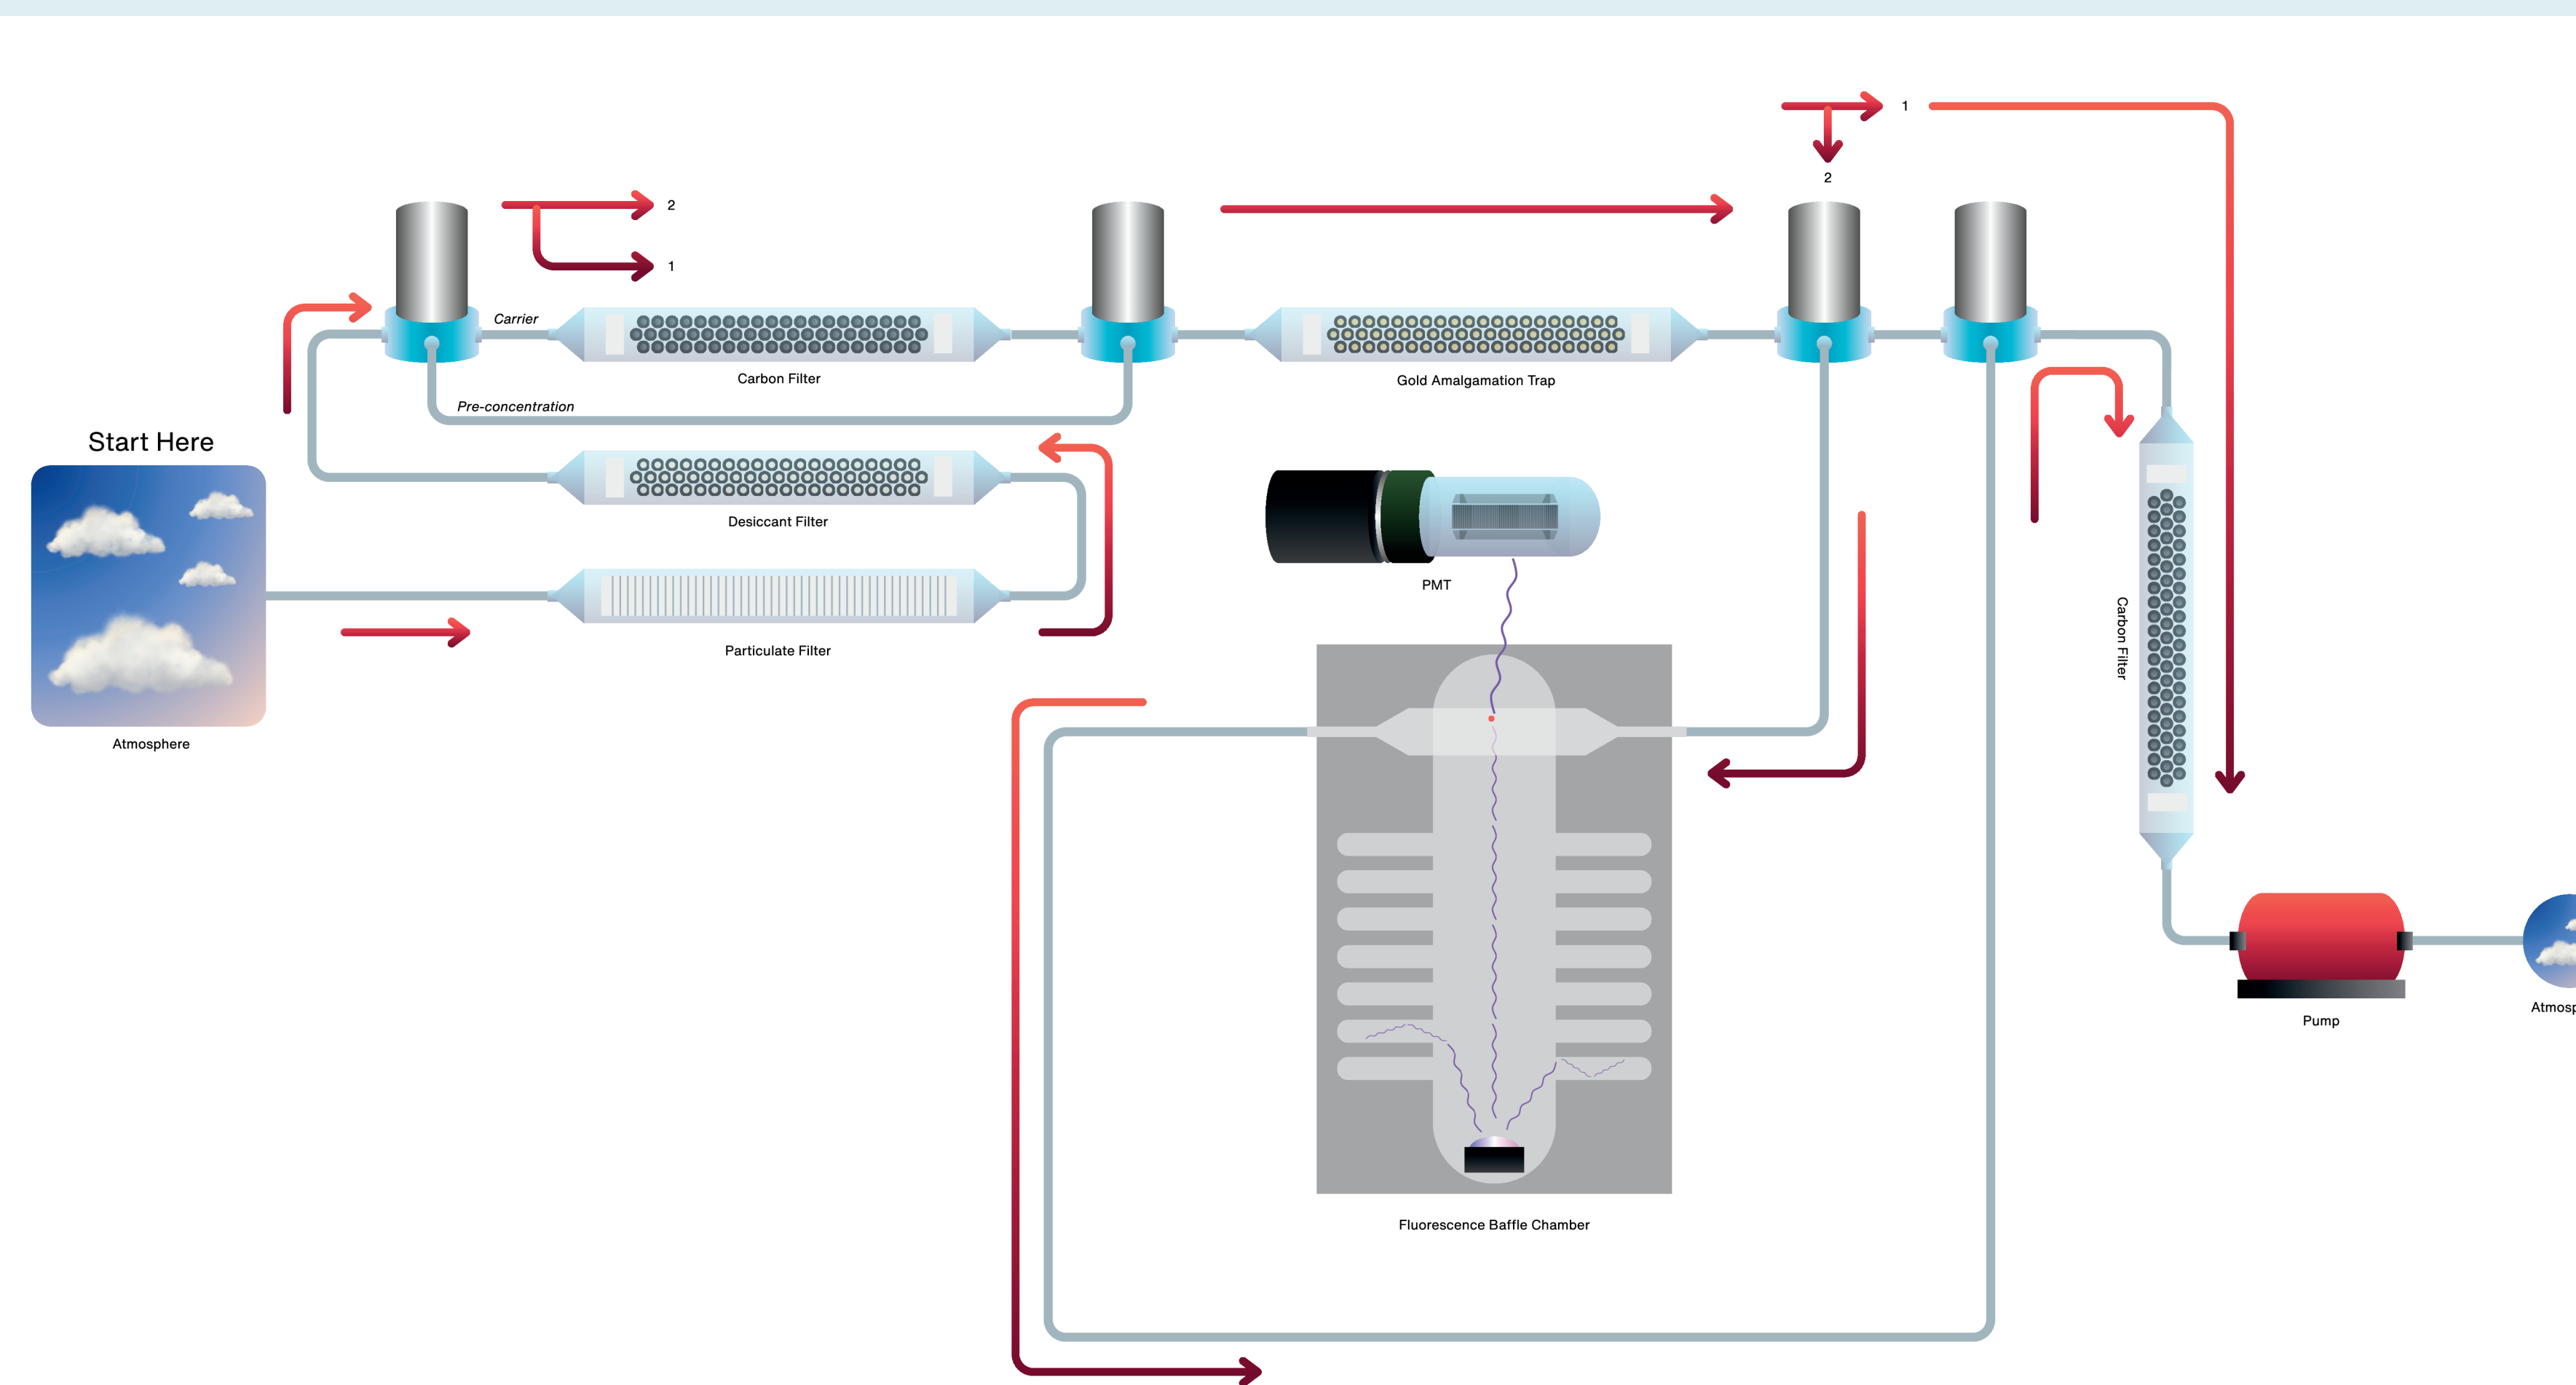 1
2
2
1
Carrier
Carbon Filter
Gold Amalgamation Trap
Pre-concentration
Start Here
Desiccant Filter
PMT
Carbon Filter
Particulate Filter
Atmosphere
Atmosp
Pump
Fluorescence Baffle Chamber